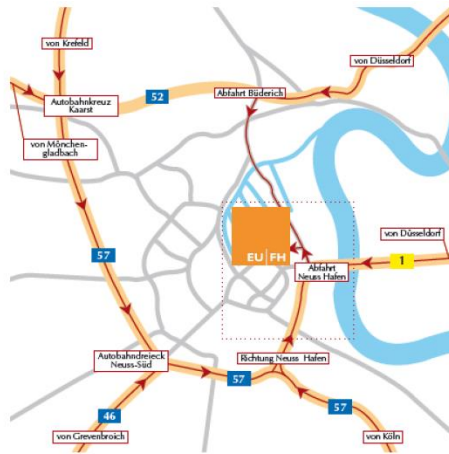 von Krefeld
von Düsseldorf
52
Abfahrt Büderich
Autobahnkreuz
Kaarst
von Mönchen-
gladbach
von Düsseldorf
57
EU FH
1
Abfahrt
Neuss Hafen
Autobahndreieck
Neuss-Süd
Richtung Neuss Hafen
57
57
46
von Grevenbroich
von Köln